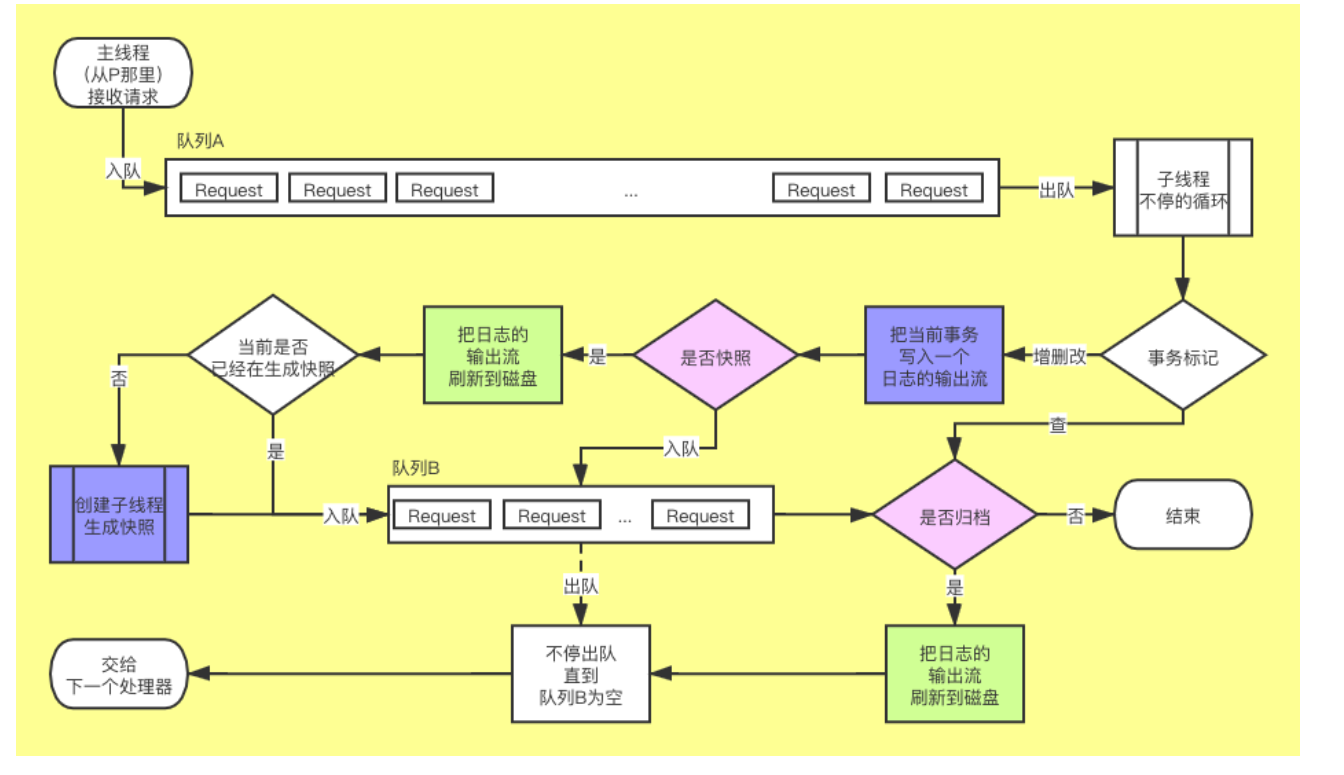 主线程
（从P那里）
接收请求
入队
队列A
Request
Request
Request
...
Request
Request
出队
子线程
不停的循环
事务标记
增删改
把当前事务
写入一个
日志的输出流
是否快照
是
把日志的
输出流
刷新到磁盘
当前是否
已经在生成快照
否
是
创建子线程
生成快照
入队
入队
队列B
Request
Request
...
Request
查
是否归档
否
结束
是
把日志的
输出流
刷新到磁盘
出队
不停出队
直到
队列B为空
交给
下一个处理器